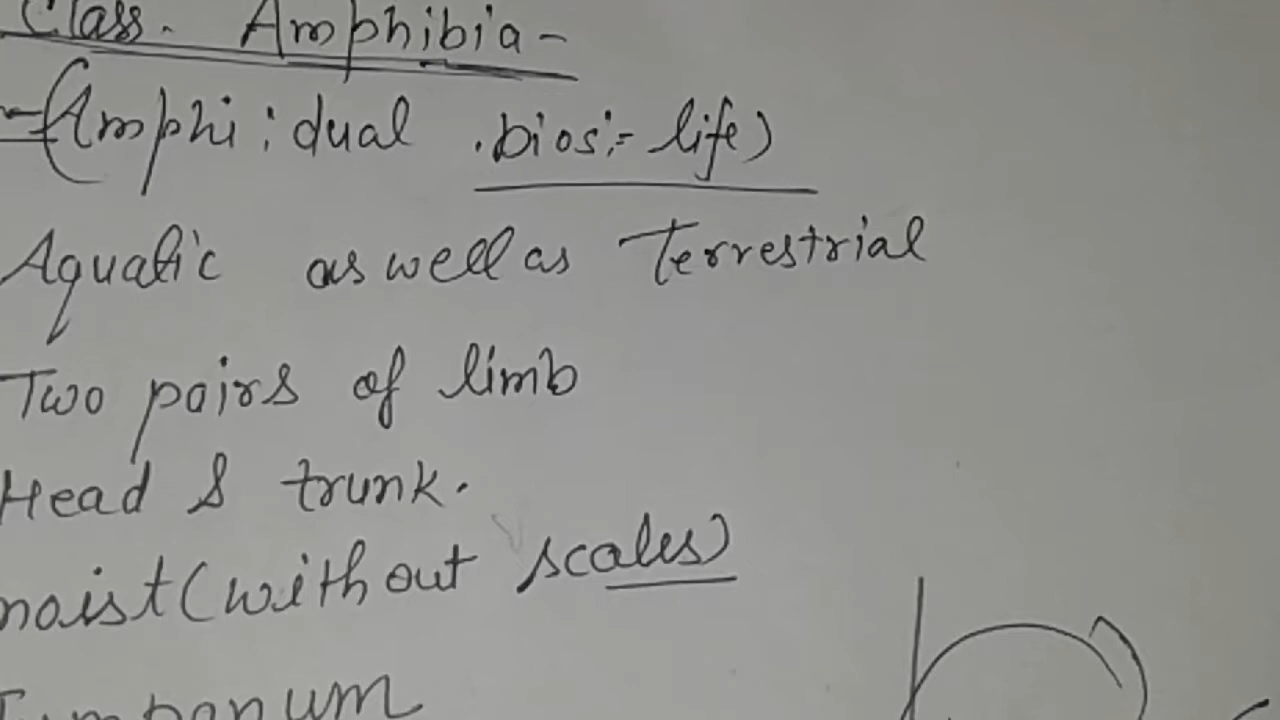 Class. Amphibia -
- (Amphi : dual . bios :- life)
Aquatic as well as Terrestrial
Two pairs of limb
Head & trunk.
moist (without scales)
Tympanum